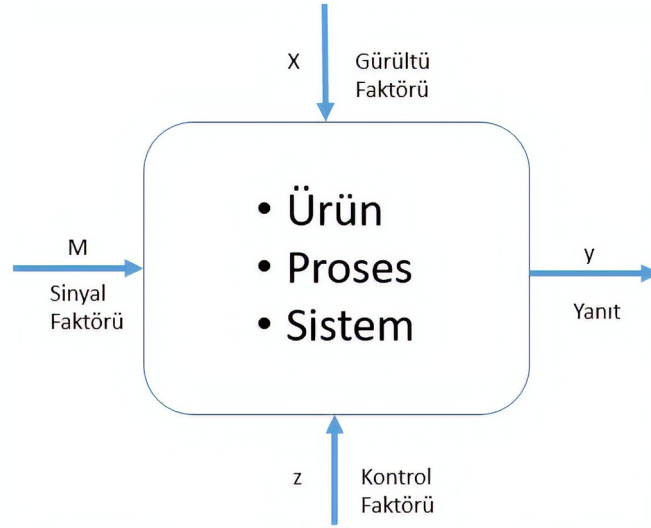 X
Gürültü
Faktörü
• Ürün
• Proses
• Sistem
M
Sinyal
Faktörü
y
Yanıt
z
Kontrol
Faktörü